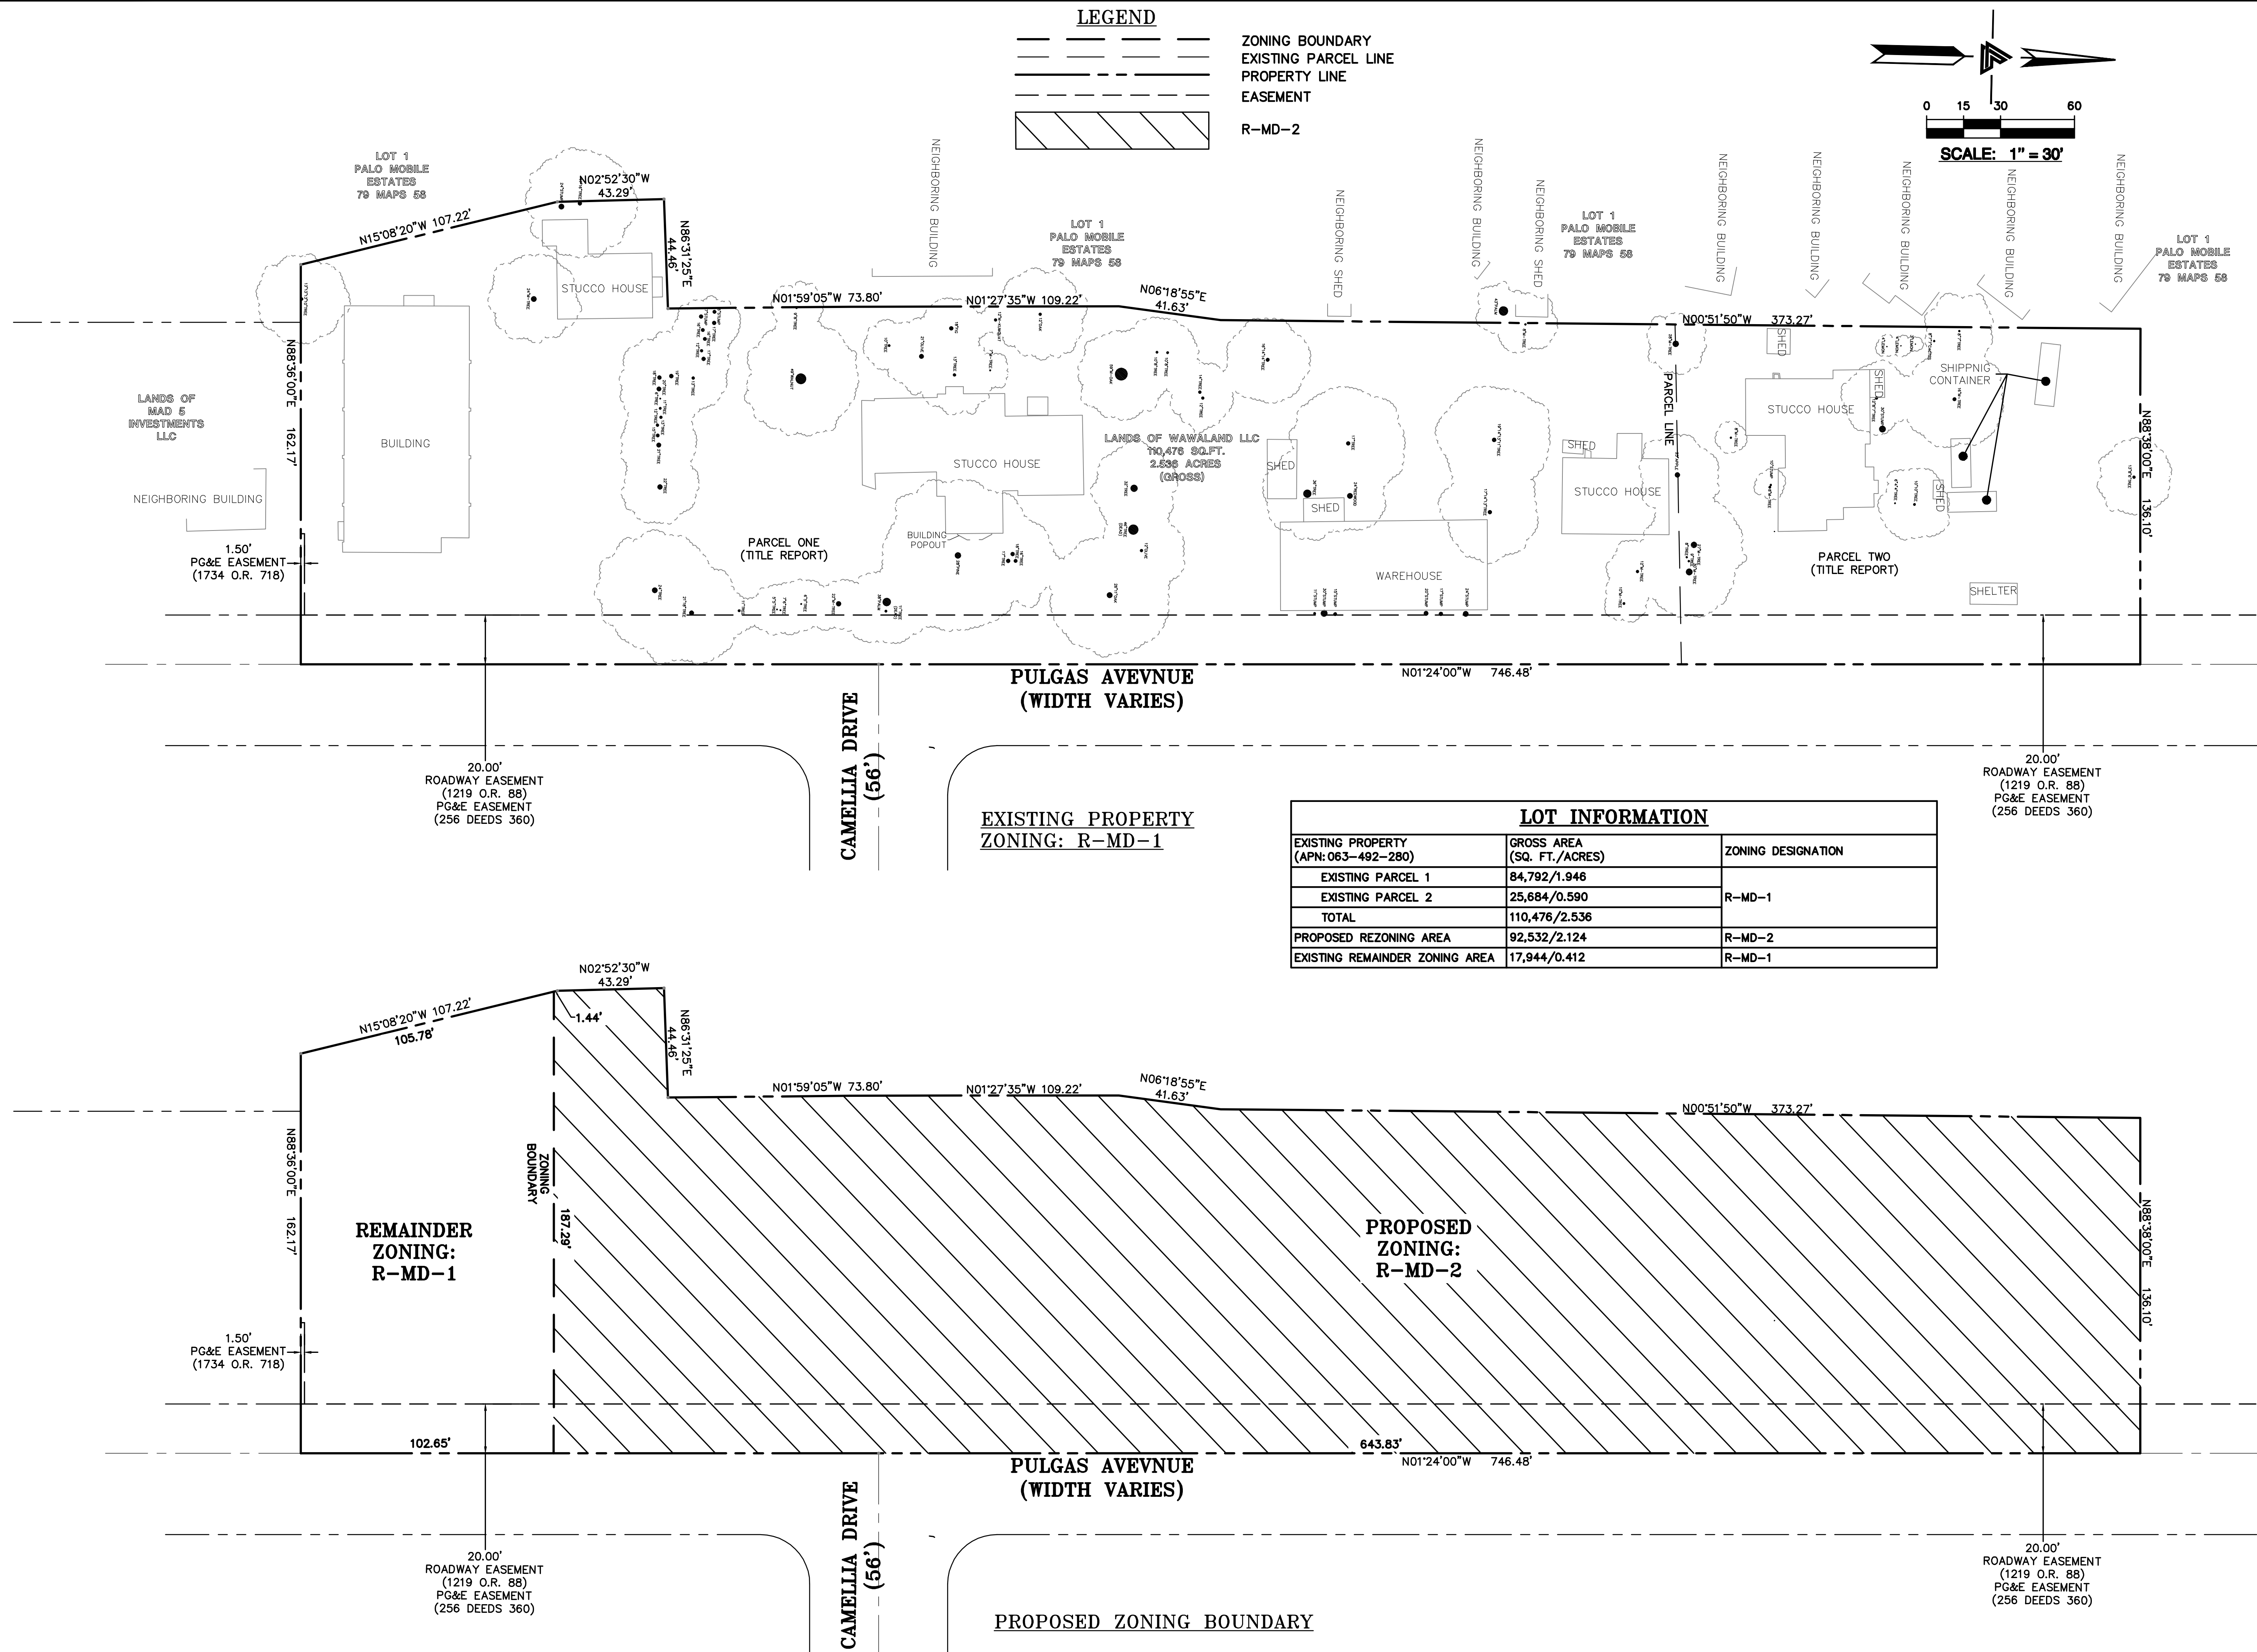 LEGEND
ZONING BOUNDARY
EXISTING PARCEL LINE
PROPERTY LINE
EASEMENT
R-MD-2
0 15 30 60
SCALE: 1" = 30'
LOT 1
PALO MOBILE
ESTATES
79 MAPS 58
N02°52'30"W
43.29'
N15°08'20"W 107.22'
N86°31'25"E
44.46'
STUCCO HOUSE
NEIGHBORING BUILDING
LOT 1
PALO MOBILE
ESTATES
79 MAPS 58
NEIGHBORING SHED
NEIGHBORING BUILDING
NEIGHBORING SHED
LOT 1
PALO MOBILE
ESTATES
79 MAPS 58
NEIGHBORING BUILDING
NEIGHBORING BUILDING
NEIGHBORING BUILDING
NEIGHBORING BUILDING
NEIGHBORING BUILDING
LOT 1
PALO MOBILE
ESTATES
79 MAPS 58
N01°59'05"W 73.80'
N01°27'35"W 109.22'
N06°18'55"E
41.63'
N00°51'50"W 373.27'
N88°36'00"E 162.17'
LANDS OF
MAD 5
INVESTMENTS
LLC
NEIGHBORING BUILDING
BUILDING
1.50'
PG&E EASEMENT
(1734 O.R. 718)
STUCCO HOUSE
BUILDING
POPOUT
PARCEL ONE
(TITLE REPORT)
LANDS OF WAWALAND LLC
110,476 SQ.FT.
2.536 ACRES
(GROSS)
SHED
SHED
WAREHOUSE
SHED
STUCCO HOUSE
PARCEL LINE
SHED
STUCCO HOUSE
SHED
SHIPPNIG
CONTAINER
SHED
PARCEL TWO
(TITLE REPORT)
SHELTER
N88°38'00"E 136.10'
PULGAS AVEVNUE
(WIDTH VARIES)
N01°24'00"W 746.48'
CAMELLIA DRIVE
(56')
20.00'
ROADWAY EASEMENT
(1219 O.R. 88)
PG&E EASEMENT
(256 DEEDS 360)
20.00'
ROADWAY EASEMENT
(1219 O.R. 88)
PG&E EASEMENT
(256 DEEDS 360)
EXISTING PROPERTY
ZONING: R-MD-1
LOT INFORMATION
EXISTING PROPERTY
(APN: 063-492-280)
GROSS AREA
(SQ. FT./ACRES)
ZONING DESIGNATION
EXISTING PARCEL 1 84,792/1.946
EXISTING PARCEL 2 25,684/0.590 R-MD-1
TOTAL 110,476/2.536
PROPOSED REZONING AREA 92,532/2.124 R-MD-2
EXISTING REMAINDER ZONING AREA 17,944/0.412 R-MD-1
N02°52'30"W
43.29'
1.44'
N15°08'20"W 107.22'
105.78'
N86°31'25"E
44.46'
N01°59'05"W 73.80'
N01°27'35"W 109.22'
N06°18'55"E
41.63'
N00°51'50"W 373.27'
N88°36'00"E 162.17'
ZONING
BOUNDARY
187.29'
REMAINDER
ZONING:
R-MD-1
PROPOSED
ZONING:
R-MD-2
N88°38'00"E 136.10'
1.50'
PG&E EASEMENT
(1734 O.R. 718)
102.65'
643.83'
PULGAS AVEVNUE
(WIDTH VARIES)
N01°24'00"W 746.48'
CAMELLIA DRIVE
(56')
20.00'
ROADWAY EASEMENT
(1219 O.R. 88)
PG&E EASEMENT
(256 DEEDS 360)
20.00'
ROADWAY EASEMENT
(1219 O.R. 88)
PG&E EASEMENT
(256 DEEDS 360)
PROPOSED ZONING BOUNDARY